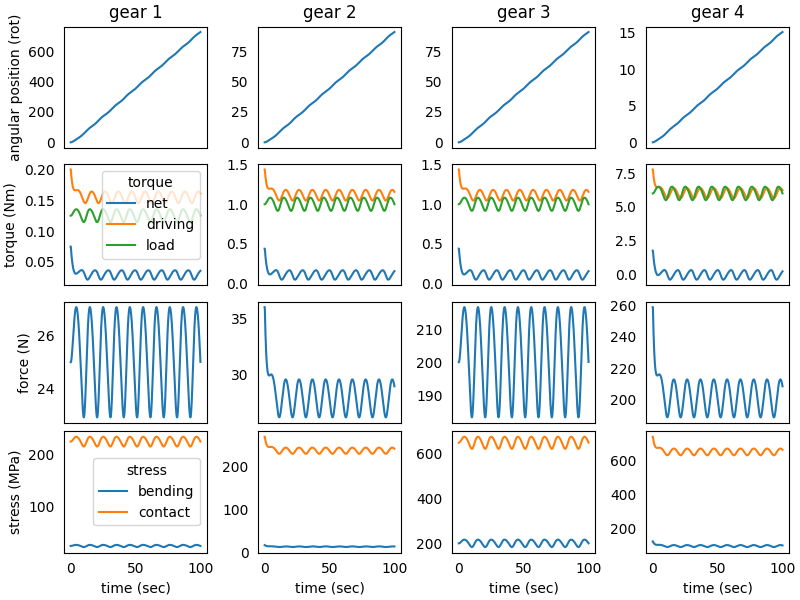 gear 1 gear 2 gear 3 gear 4
angular position (rot)
600 75 75 15
400 50 50 10
200 25 25 5
0 0 0 0
torque (Nm)
0.20 1.5 1.5 7.5
0.15 1.0 1.0 5.0
0.10 0.5 0.5 2.5
0.05 0.0 0.0 0.0
torque
net
driving
load
force (N)
26 35 210 260
24 30 200 240
190 220
200
stress (MPa)
200 200 600 600
100 100 400 400
0 200 200
stress
bending
contact
0 100 0 100 0 100 0 100
time (sec) time (sec) time (sec) time (sec)